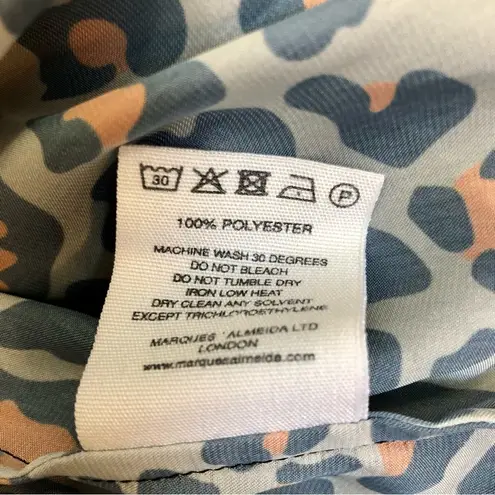 30 P
100% POLYESTER
MACHINE WASH 30 DEGREES
DO NOT BLEACH
DO NOT TUMBLE DRY
IRON LOW HEAT
DRY CLEAN ANY SOLVENT
EXCEPT TRICHLOROETHYLENE
MARQUES ' ALMEIDA LTD
LONDON
www.marquesalmeida.com